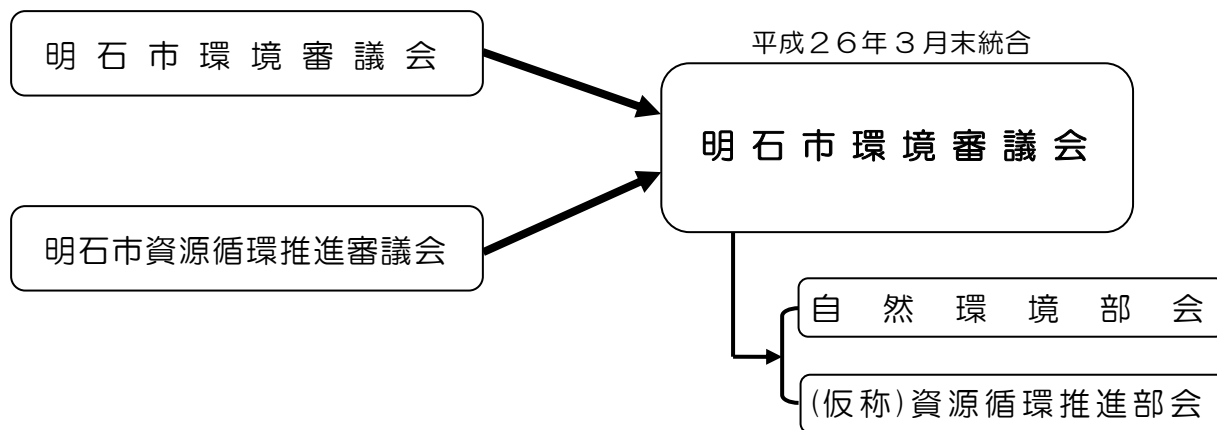 明石市環境審議会
平成２６年３月末統合
明石市環境審議会
明石市資源循環推進審議会
自然環境部会
(仮称)資源循環推進部会